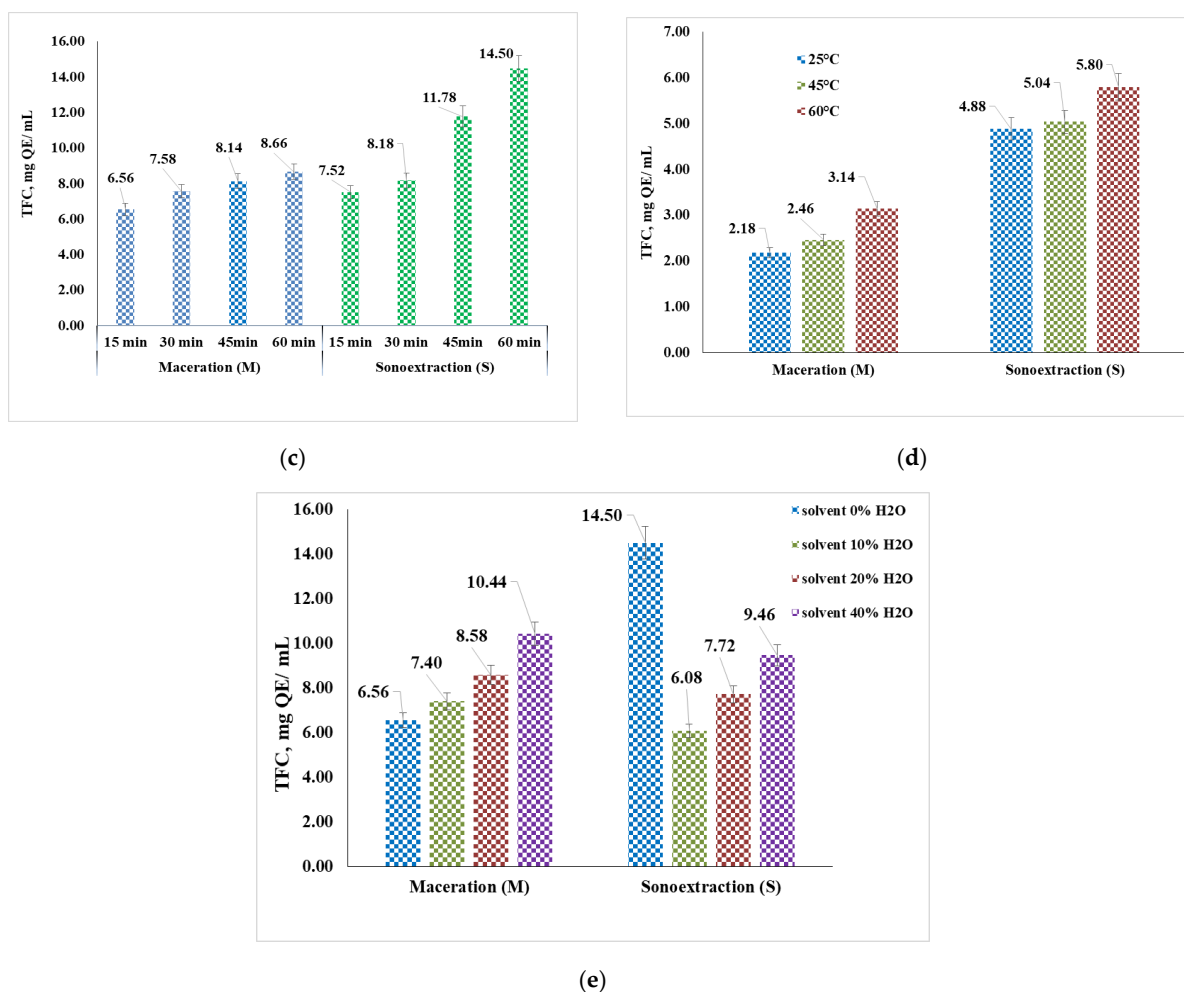 16.00
14.00
12.00
10.00
8.00
6.00
4.00
2.00
0.00
TFC, mg QE/ mL
6.56
7.58
8.14
8.66
7.52
8.18
11.78
14.50
15 min 30 min 45min 60 min 15 min 30 min 45min 60 min
Maceration (M) Sonoextraction (S)
(c)
7.00
6.00
5.00
4.00
3.00
2.00
1.00
0.00
TFC, mg QE/ mL
25°C
45°C
60°C
2.18
2.46
3.14
4.88
5.04
5.80
Maceration (M) Sonoextraction (S)
(d)
16.00
14.00
12.00
10.00
8.00
6.00
4.00
2.00
0.00
TFC, mg QE/ mL
6.56
7.40
8.58
10.44
14.50
6.08
7.72
9.46
solvent 0% H2O
solvent 10% H2O
solvent 20% H2O
solvent 40% H2O
Maceration (M) Sonoextraction (S)
(e)